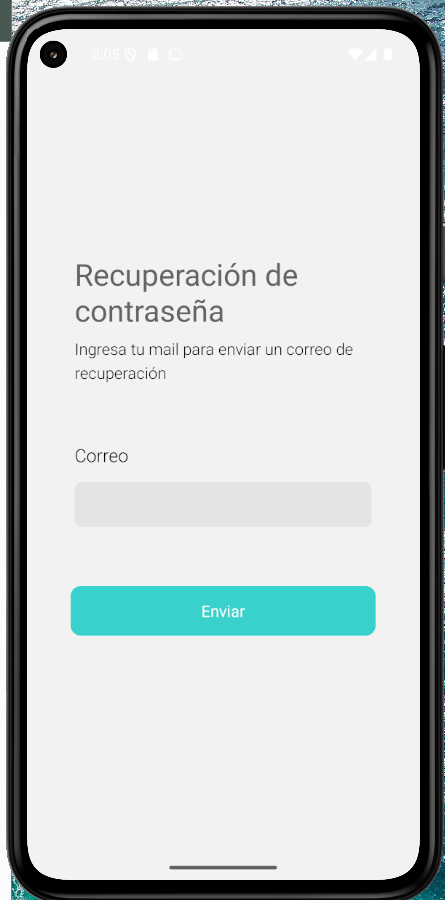 3:05
Recuperación de
contraseña
Ingresa tu mail para enviar un correo de
recuperación
Correo
Enviar